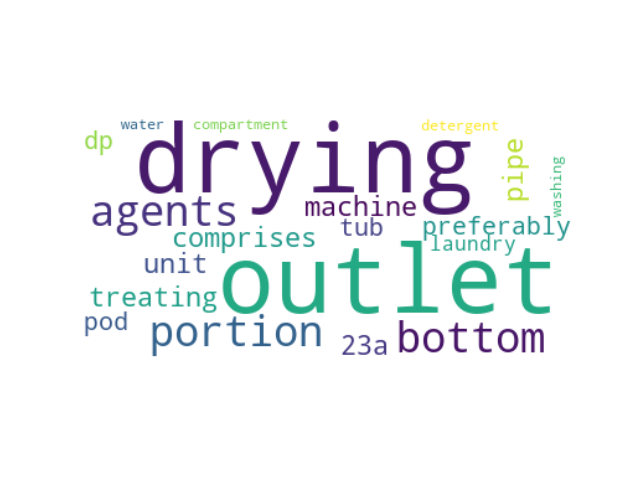 water compartment detergent
dp drying pipe washing
agents machine
comprises tub preferably
unit laundry
treating outlet
pod portion 23a bottom